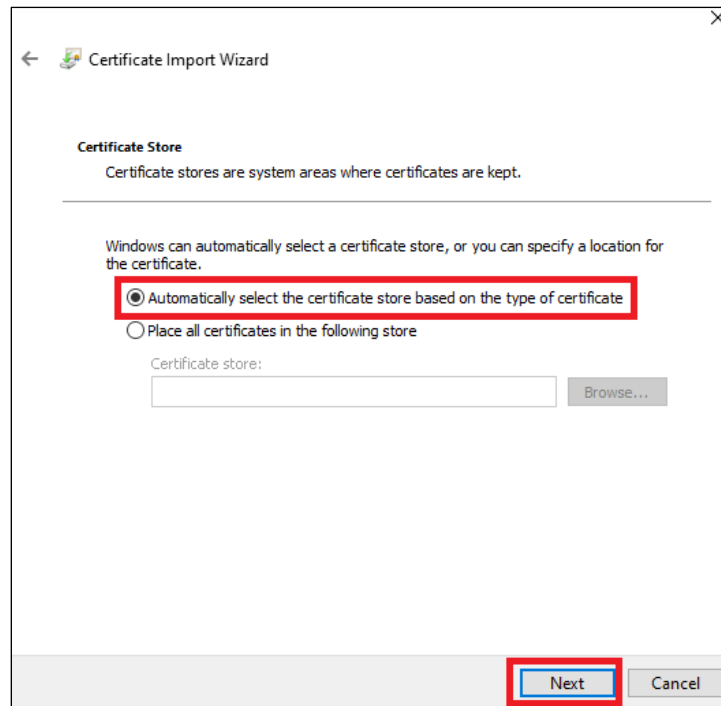 Certificate Import Wizard
Certificate Store
Certificate stores are system areas where certificates are kept.
Windows can automatically select a certificate store, or you can specify a location for
the certificate.
Automatically select the certificate store based on the type of certificate
Place all certificates in the following store
Certificate store:
Browse...
Next
Cancel